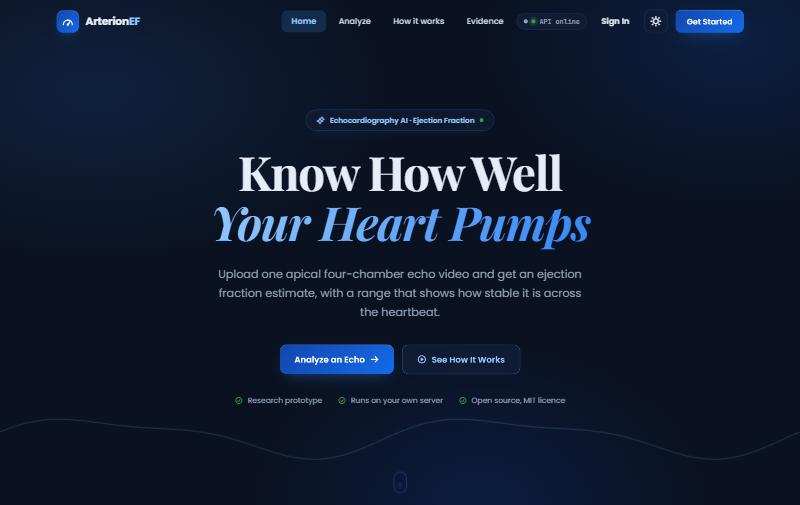 ArterionEF
Home Analyze How it works Evidence API online Sign In Get Started
Echocardiography AI · Ejection Fraction
Know How Well
Your Heart Pumps
Upload one apical four-chamber echo video and get an ejection
fraction estimate, with a range that shows how stable it is across
the heartbeat.
Analyze an Echo → See How It Works
Research prototype Runs on your own server Open source, MIT licence